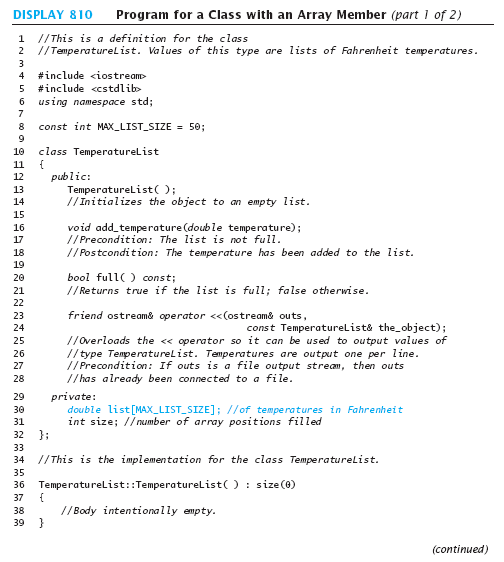 DISPLAY 810 Program for a Class with an Array Member (part 1 of 2)
1 //This is a definition for the class
2 //TemperatureList. Values of this type are lists of Fahrenheit temperatures.
3
4 #include <iostream>
5 #include <cstdlib>
6 using namespace std;
7
8 const int MAX_LIST_SIZE = 50;
9
10 class TemperatureList
11 {
12 public:
13 TemperatureList( );
14 //Initializes the object to an empty list.
15
16 void add_temperature(double temperature);
17 //Precondition: The list is not full.
18 //Postcondition: The temperature has been added to the list.
19
20 bool full( ) const;
21 //Returns true if the list is full; false otherwise.
22
23 friend ostream& operator <<(ostream& outs,
24 const TemperatureList& the_object);
25 //Overloads the << operator so it can be used to output values of
26 //type TemperatureList. Temperatures are output one per line.
27 //Precondition: If outs is a file output stream, then outs
28 //has already been connected to a file.
29 private:
30 double list[MAX_LIST_SIZE]; //of temperatures in Fahrenheit
31 int size; //number of array positions filled
32 };
33
34 //This is the implementation for the class TemperatureList.
35
36 TemperatureList::TemperatureList( ) : size(0)
37 {
38 //Body intentionally empty.
39 }
(continued)